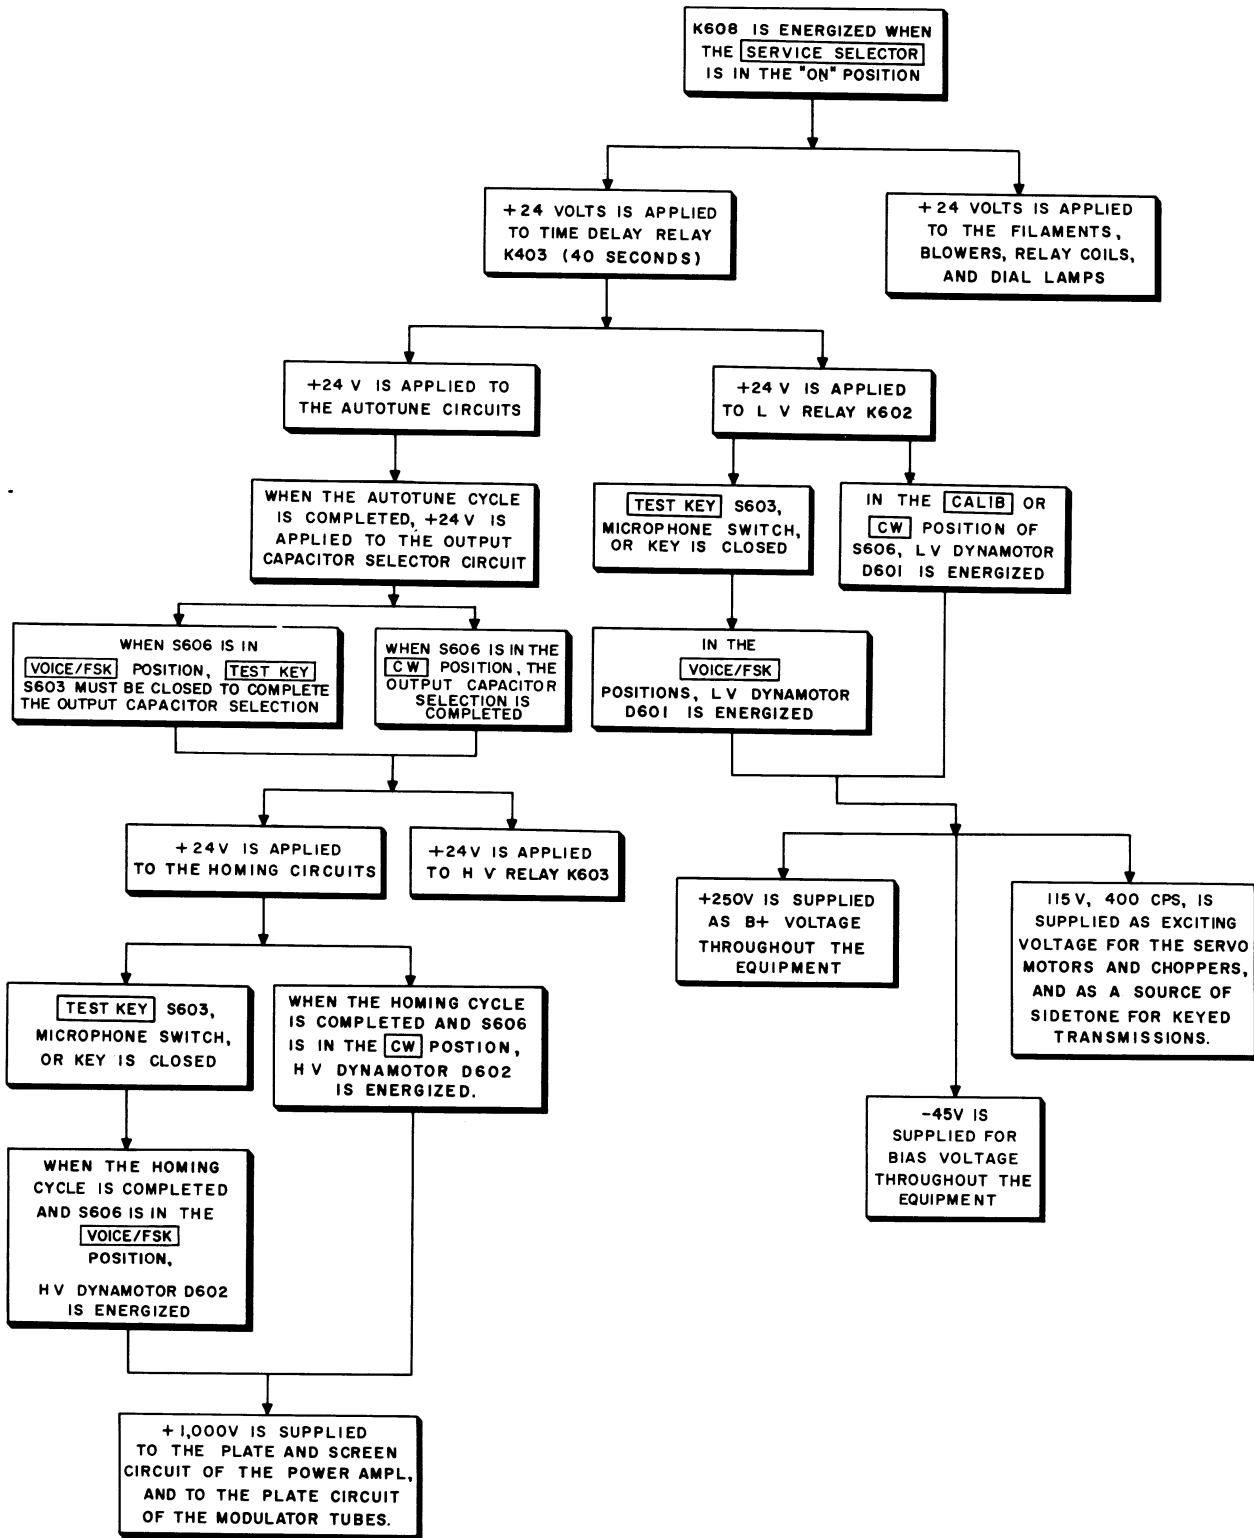 K608 IS ENERGIZED WHEN
THE SERVICE SELECTOR
IS IN THE "ON" POSITION
+24 VOLTS IS APPLIED
TO TIME DELAY RELAY
K403 (40 SECONDS)
+24 VOLTS IS APPLIED
TO THE FILAMENTS,
BLOWERS, RELAY COILS,
AND DIAL LAMPS
+24 V IS APPLIED TO
THE AUTOTUNE CIRCUITS
+24 V IS APPLIED
TO L V RELAY K602
WHEN THE AUTOTUNE CYCLE
IS COMPLETED, +24 V IS
APPLIED TO THE OUTPUT
CAPACITOR SELECTOR CIRCUIT
TEST KEY S603,
MICROPHONE SWITCH,
OR KEY IS CLOSED
IN THE CALIB OR
CW POSITION OF
S606, L V DYNAMOTOR
D601 IS ENERGIZED
WHEN S606 IS IN
VOICE/FSK POSITION, TEST KEY
S603 MUST BE CLOSED TO COMPLETE
THE OUTPUT CAPACITOR SELECTION
WHEN S606 IS IN THE
CW POSITION, THE
OUTPUT CAPACITOR
SELECTION IS
COMPLETED
IN THE
VOICE/FSK
POSITIONS, L V DYNAMOTOR
D601 IS ENERGIZED
+24V IS APPLIED
TO THE HOMING CIRCUITS
+24V IS APPLIED
TO H V RELAY K603
+250V IS SUPPLIED
AS B+ VOLTAGE
THROUGHOUT THE
EQUIPMENT
115 V, 400 CPS, IS
SUPPLIED AS EXCITING
VOLTAGE FOR THE SERVO
MOTORS AND CHOPPERS,
AND AS A SOURCE OF
SIDETONE FOR KEYED
TRANSMISSIONS.
TEST KEY S603,
MICROPHONE SWITCH,
OR KEY IS CLOSED
WHEN THE HOMING CYCLE
IS COMPLETED AND S606
IS IN THE CW POSTION,
H V DYNAMOTOR D602
IS ENERGIZED.
-45V IS
SUPPLIED FOR
BIAS VOLTAGE
THROUGHOUT THE
EQUIPMENT
WHEN THE HOMING
CYCLE IS COMPLETED
AND S606 IS IN THE
VOICE/FSK
POSITION,
H V DYNAMOTOR D602
IS ENERGIZED
+1,000V IS SUPPLIED
TO THE PLATE AND SCREEN
CIRCUIT OF THE POWER AMPL,
AND TO THE PLATE CIRCUIT
OF THE MODULATOR TUBES.